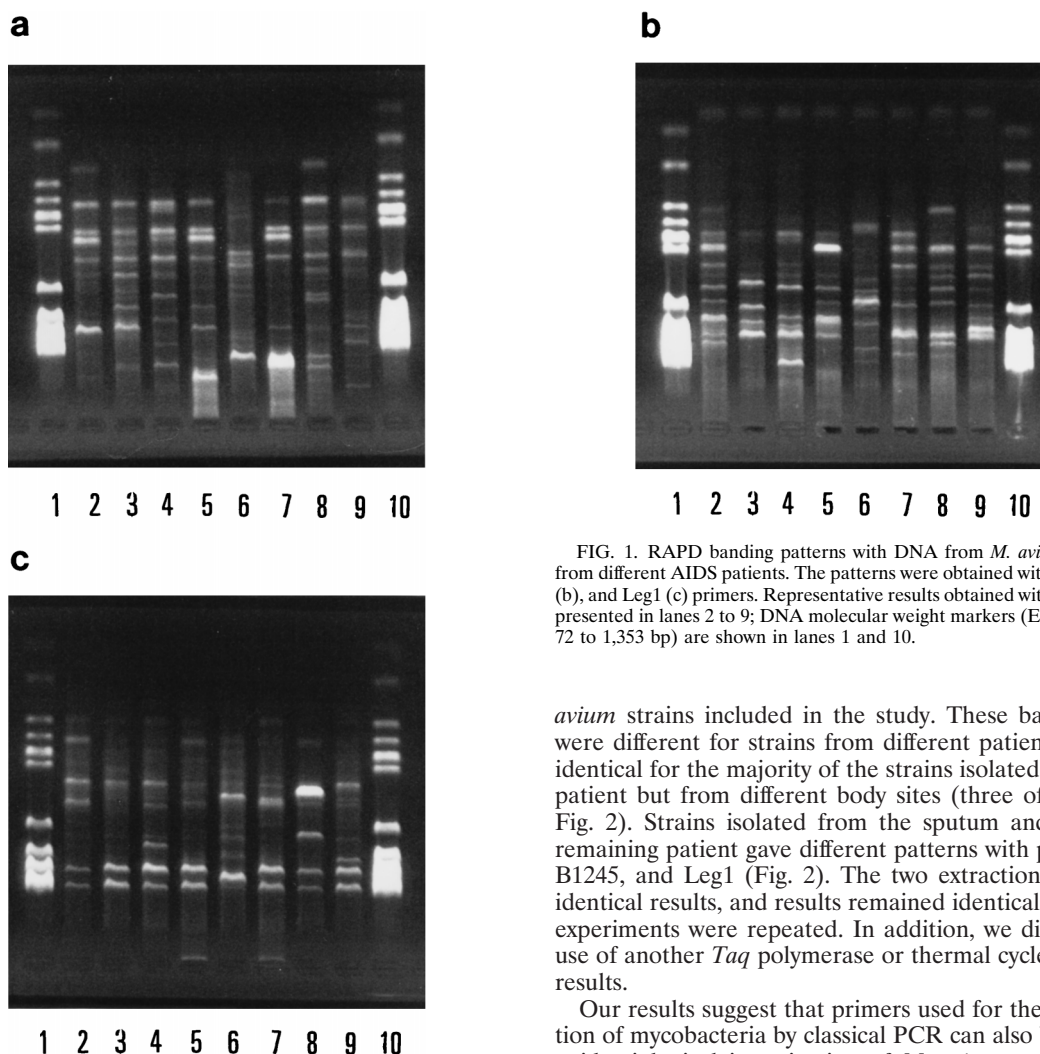 a
1 2 3 4 5 6 7 8 9 10
b
1 2 3 4 5 6 7 8 9 10
c
1 2 3 4 5 6 7 8 9 10
FIG. 1. RAPD banding patterns with DNA from M. avi
from different AIDS patients. The patterns were obtained wit
(b), and Leg1 (c) primers. Representative results obtained wit
presented in lanes 2 to 9; DNA molecular weight markers (E
72 to 1,353 bp) are shown in lanes 1 and 10.
avium strains included in the study. These ba
were different for strains from different patien
identical for the majority of the strains isolated
patient but from different body sites (three of
Fig. 2). Strains isolated from the sputum and
remaining patient gave different patterns with p
B1245, and Leg1 (Fig. 2). The two extraction
identical results, and results remained identical
experiments were repeated. In addition, we di
use of another Taq polymerase or thermal cycle
results.
Our results suggest that primers used for the
tion of mycobacteria by classical PCR can also